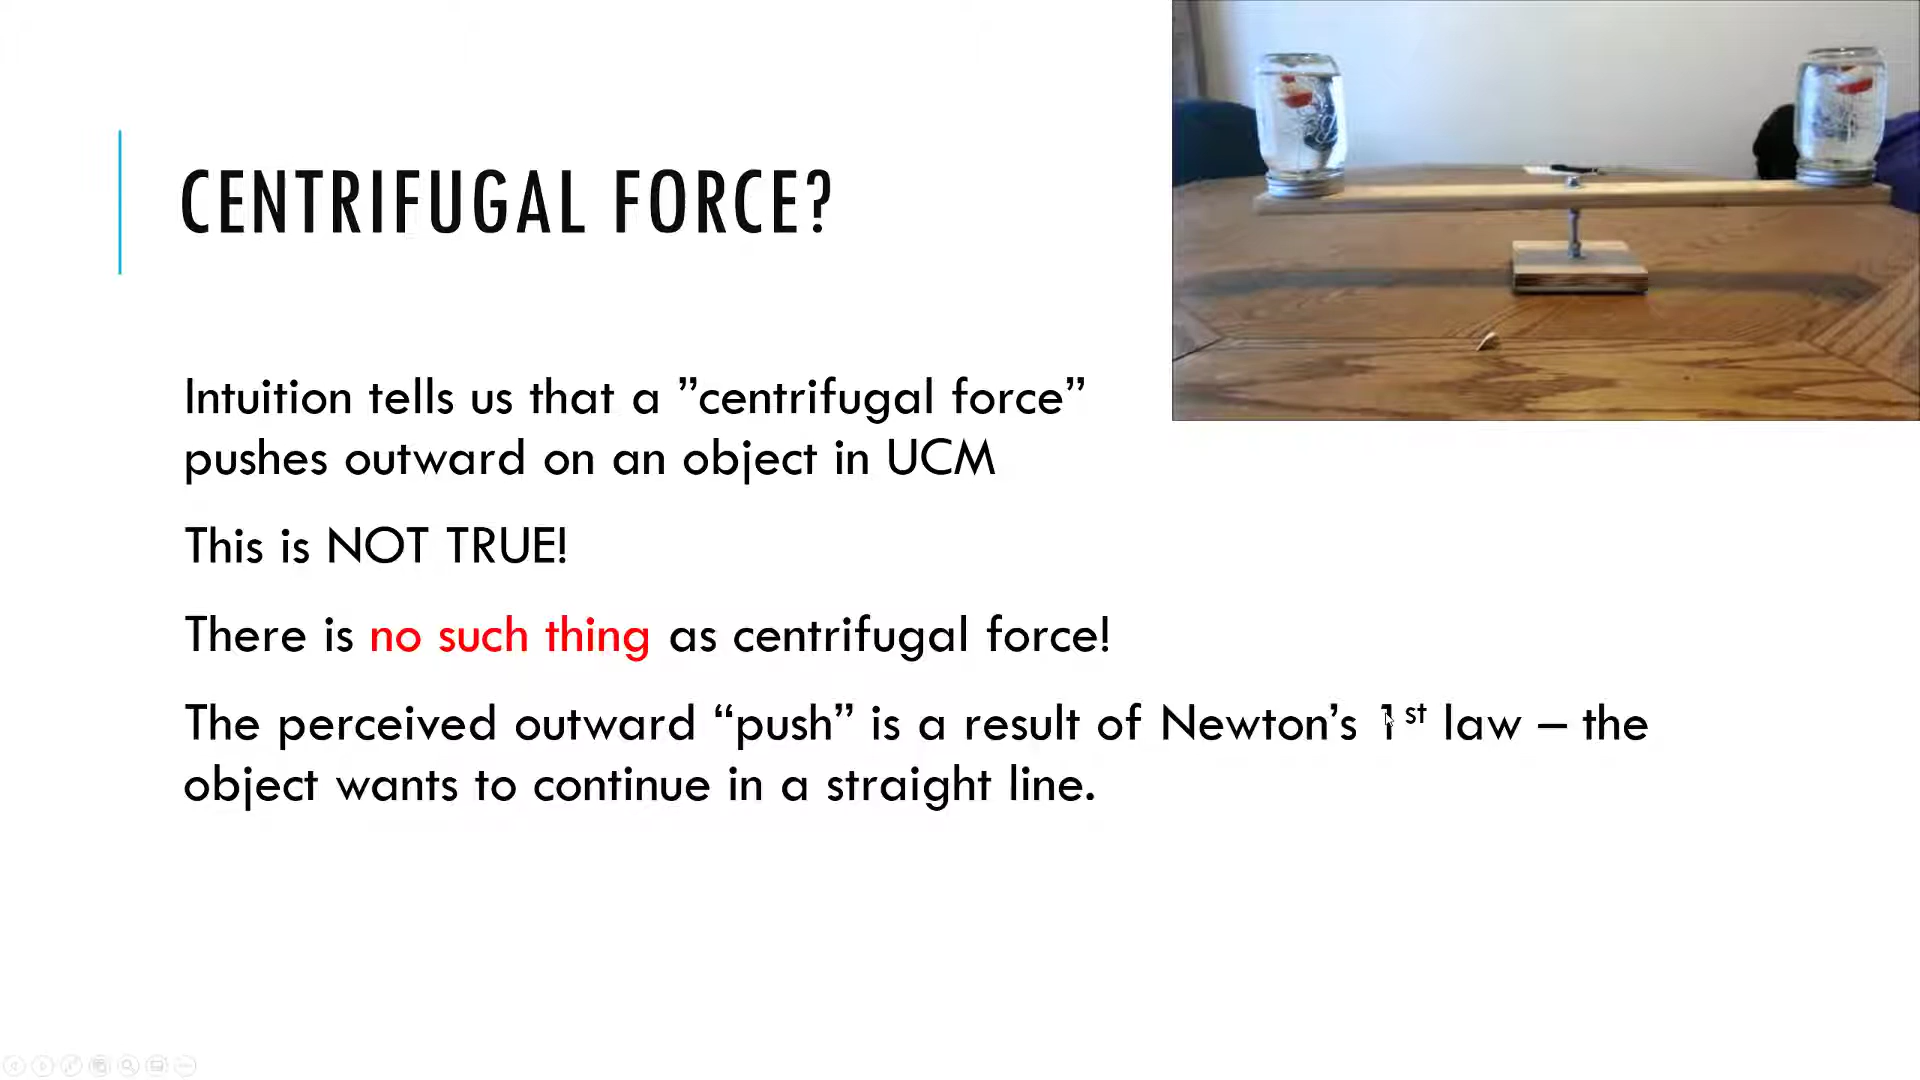 CENTRIFUGAL FORCE?
Intuition tells us that a ”centrifugal force”
pushes outward on an object in UCM
This is NOT TRUE!
There is no such thing as centrifugal force!
The perceived outward “push” is a result of Newton’s 1st law – the
object wants to continue in a straight line.